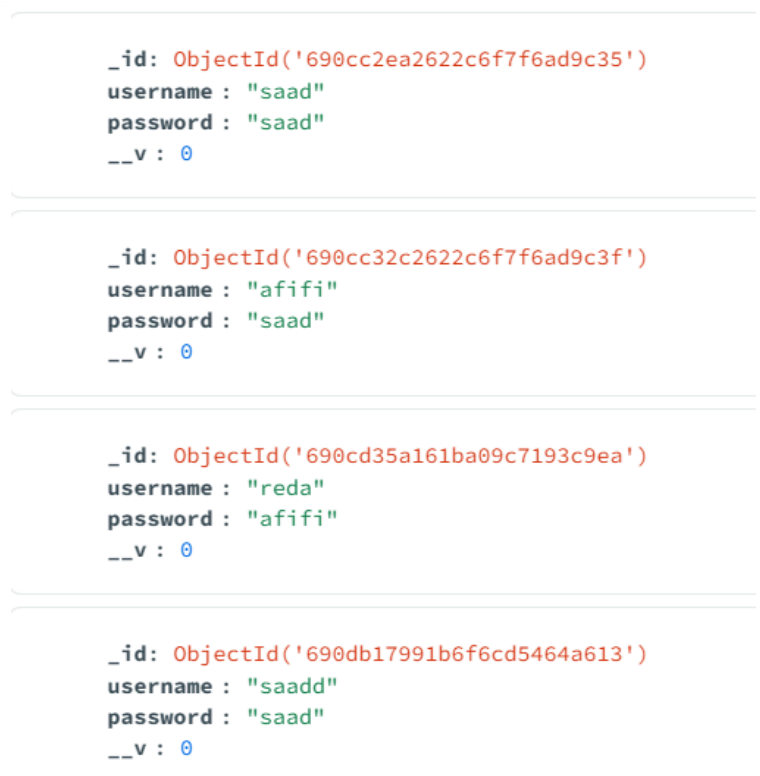 _id: ObjectId('690cc2ea2622c6f7f6ad9c35')
username : "saad"
password : "saad"
__v : 0
_id: ObjectId('690cc32c2622c6f7f6ad9c3f')
username : "afifi"
password : "saad"
__v : 0
_id: ObjectId('690cd35a161ba09c7193c9ea')
username : "reda"
password : "afifi"
__v : 0
_id: ObjectId('690db17991b6f6cd5464a613')
username : "saadd"
password : "saad"
__v : 0